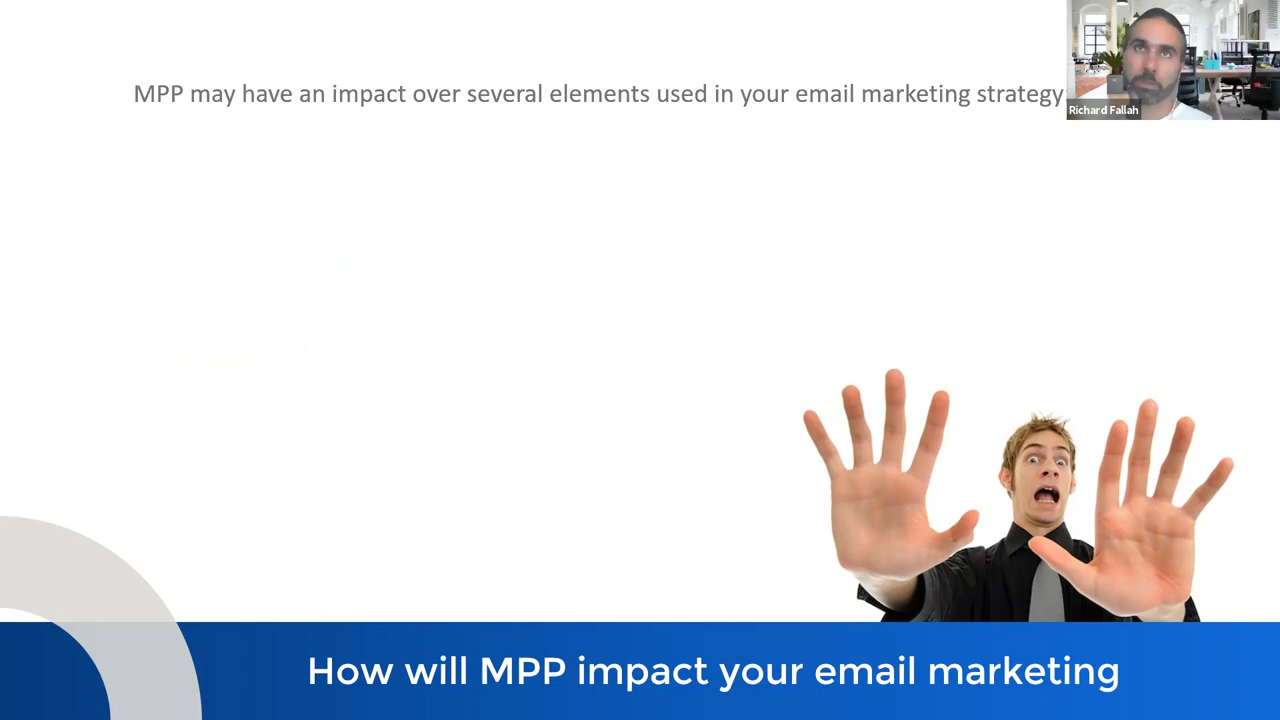 MPP may have an impact over several elements used in your email marketing strategy
Richard Fallah
How will MPP impact your email marketing